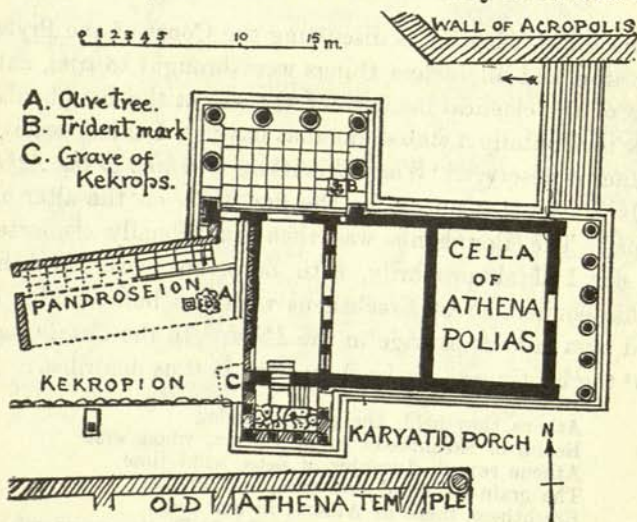 WALL OF ACROPOLIS
0 1 2 3 4 5 10 15 m.
A. Olive tree.
B. Trident mark
C. Grave of
Kekrops.
B
CELLA
OF
ATHENA
POLIAS
PANDROSEION
A
KEKROPION
C
KARYATID PORCH
N
OLD ATHENA TEMPLE